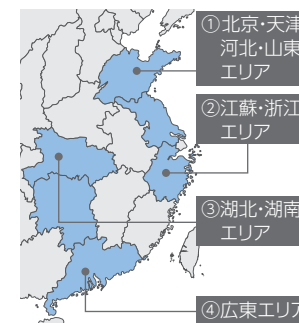 ①北京・天津
河北・山東
エリア
②江蘇・浙江
エリア
③湖北・湖南
エリア
④広東エリア